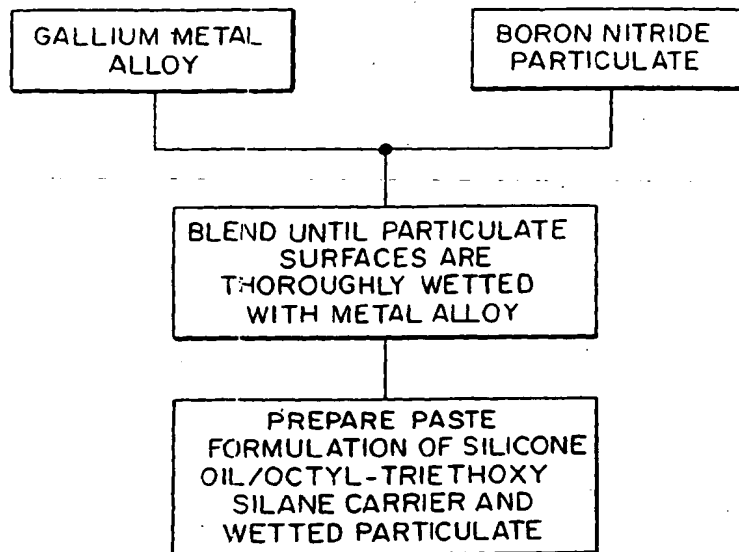 GALLIUM METAL
ALLOY
BORON NITRIDE
PARTICULATE
BLEND UNTIL PARTICULATE
SURFACES ARE
THOROUGHLY WETTED
WITH METAL ALLOY
PREPARE PASTE
FORMULATION OF SILICONE
OIL/OCTYL-TRIETHOXY
SILANE CARRIER AND
WETTED PARTICULATE